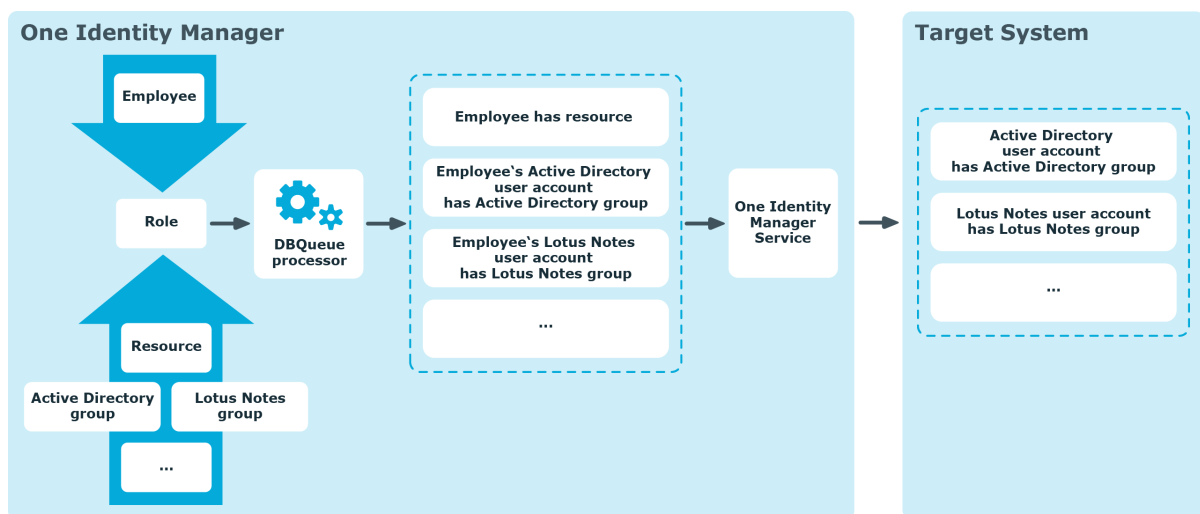 One Identity Manager
Employee
Role
Resource
Active Directory
group
Lotus Notes
group
...
DBQueue
processor
Employee has resource
Employee‘s Active Directory
user account
has Active Directory group
Employee‘s Lotus Notes
user account
has Lotus Notes group
...
One Identity
Manager
Service
Target System
Active Directory
user account
has Active Directory group
Lotus Notes user account
has Lotus Notes group
...